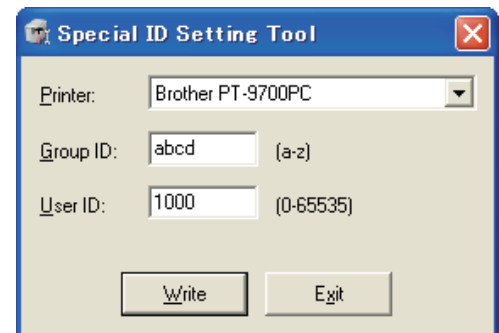 Special ID Setting Tool
Printer: Brother PT-9700PC
Group ID: abcd (a-z)
User ID: 1000 (0-65535)
Write Exit